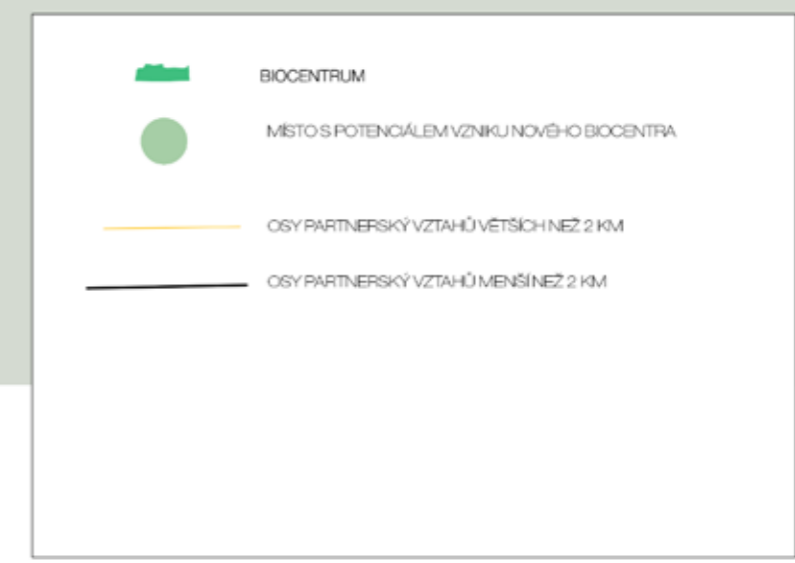 BIOCENTRUM
MÍSTO S POTENCIÁLEM VZNIKU NOVÉHO BIOCENTRA
OSY PARTNERSKÝ VZTAHŮ VĚTŠÍCH NEŽ 2 KM
OSY PARTNERSKÝ VZTAHŮ MENŠÍ NEŽ 2 KM